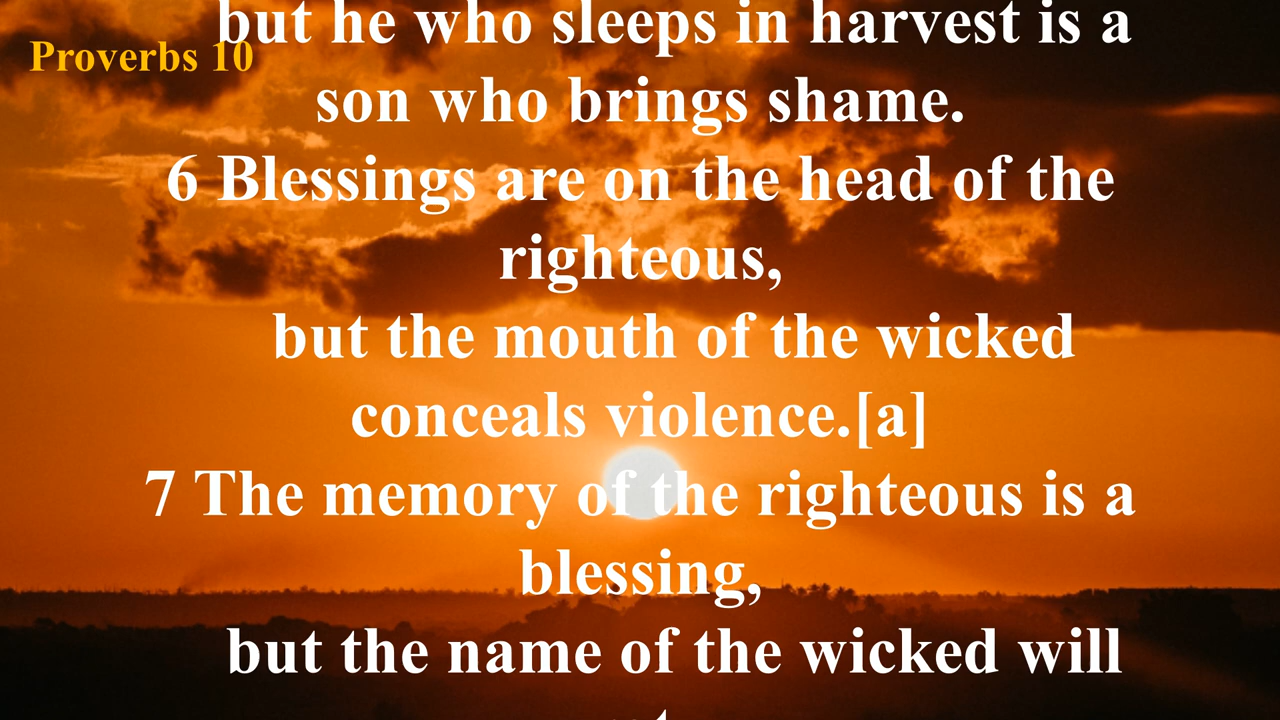 Proverbs 10
but he who sleeps in harvest is a
son who brings shame.
6 Blessings are on the head of the
righteous,
but the mouth of the wicked
conceals violence.[a]
7 The memory of the righteous is a
blessing,
but the name of the wicked will